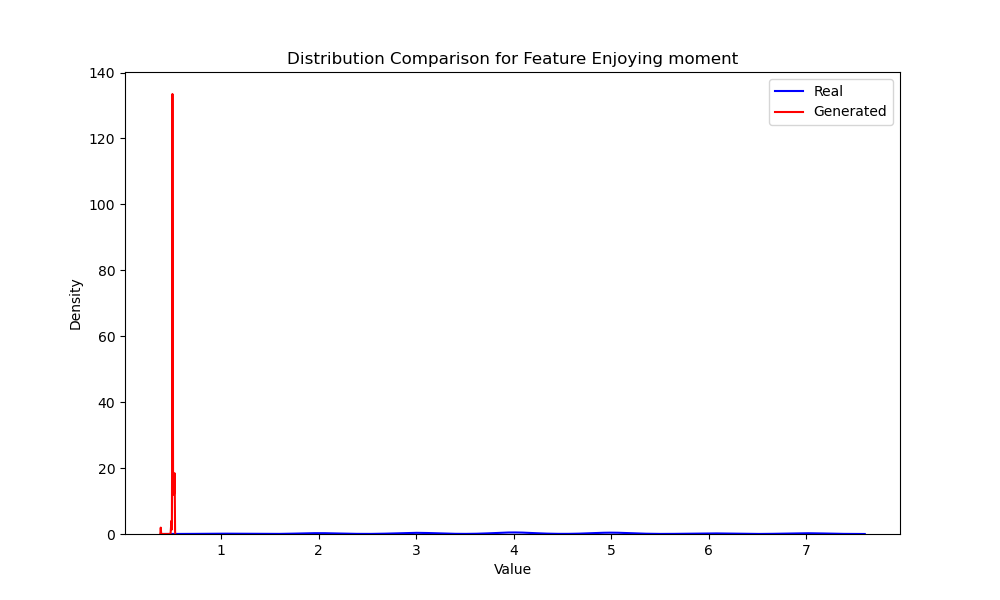 Distribution Comparison for Feature Enjoying moment
140
120
100
80
60
40
20
0
Density
Real
Generated
1 2 3 4 5 6 7
Value